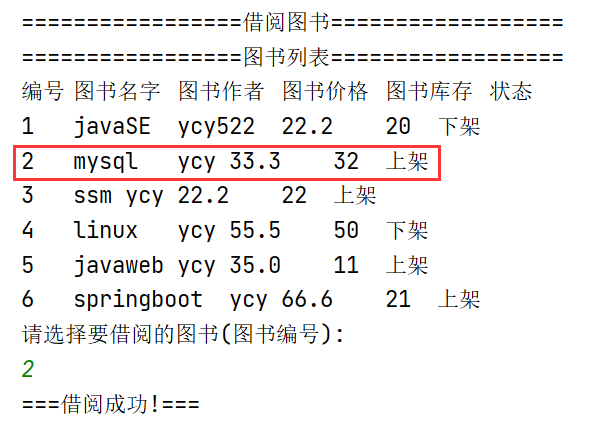 =================借阅图书==================
=================图书列表==================
编号 图书名字 图书作者 图书价格 图书库存 状态
1 javaSE ycy522 22.2 20 下架
2 mysql ycy 33.3 32 上架
3 ssm ycy 22.2 22 上架
4 linux ycy 55.5 50 下架
5 javaweb ycy 35.0 11 上架
6 springboot ycy 66.6 21 上架
请选择要借阅的图书(图书编号):
2
===借阅成功!===